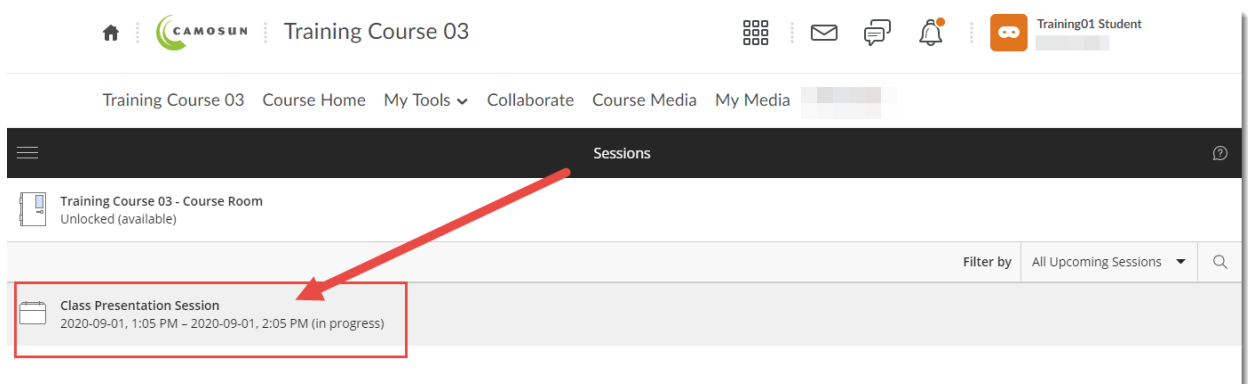 CAMOSUN Training Course 03 Training01 Student
Training Course 03 Course Home My Tools Collaborate Course Media My Media
Sessions
Training Course 03 - Course Room
Unlocked (available)
Filter by All Upcoming Sessions
Class Presentation Session
2020-09-01, 1:05 PM – 2020-09-01, 2:05 PM (in progress)